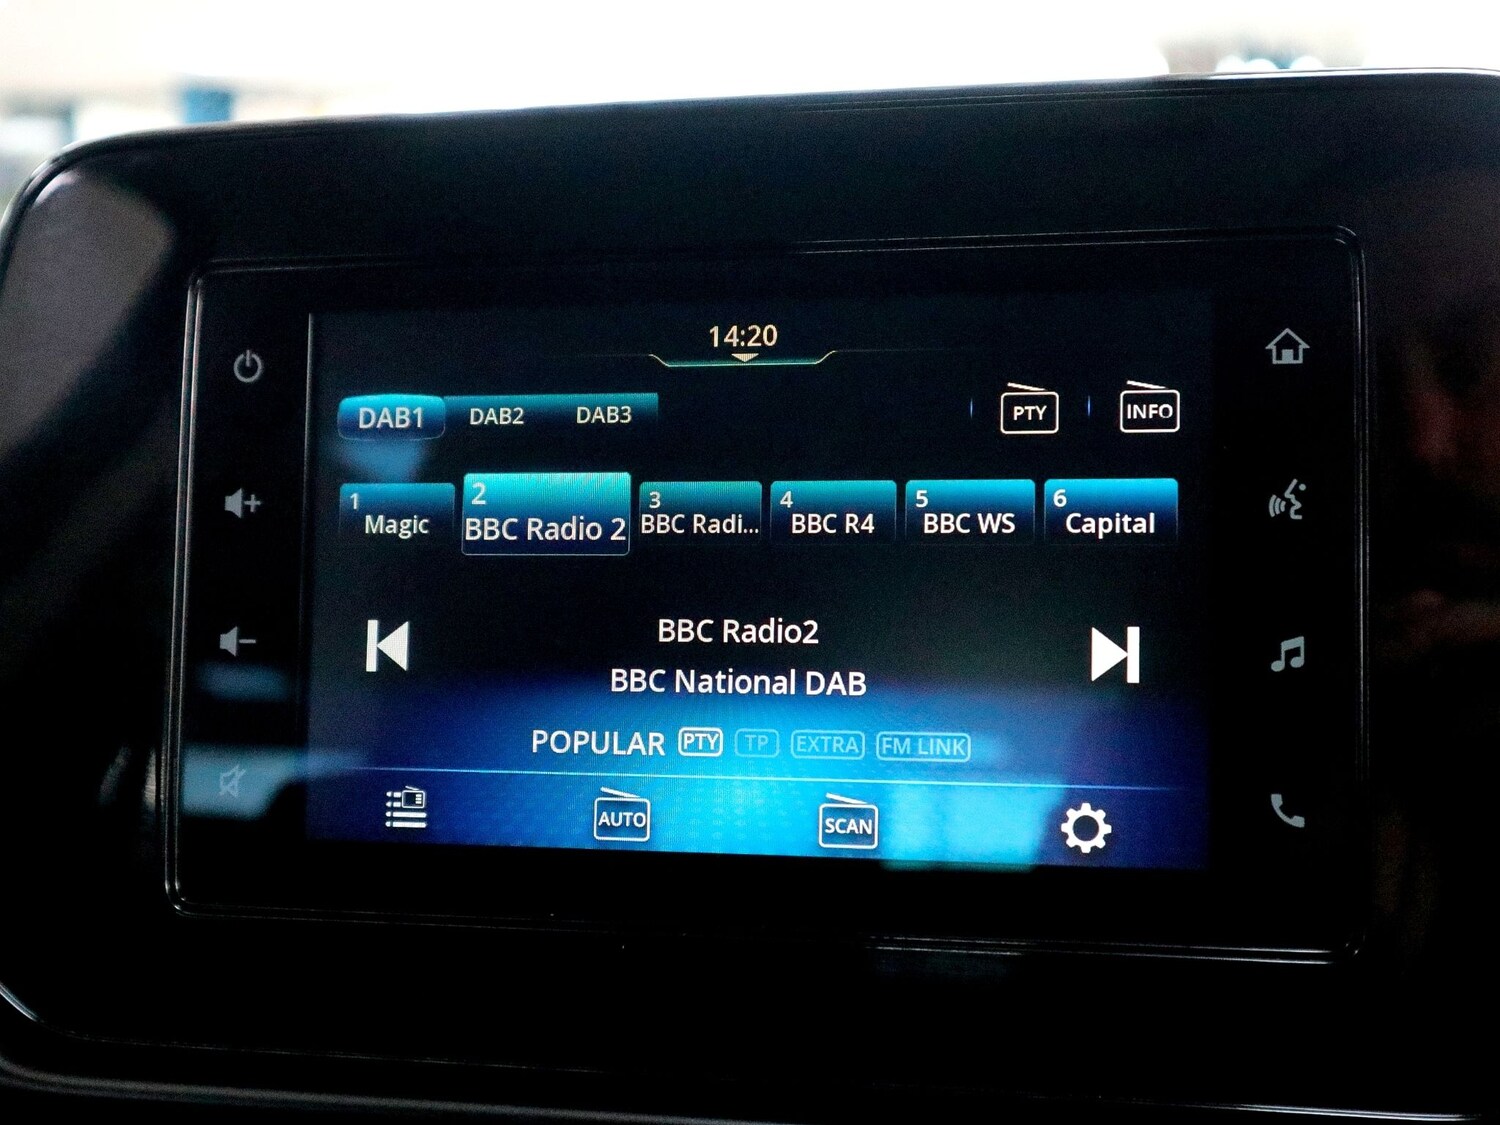 14:20
DAB1 DAB2 DAB3 PTY INFO
1 2 3 4 5 6
Magic BBC Radio 2 BBC Radi... BBC R4 BBC WS Capital
BBC Radio2
BBC National DAB
POPULAR PTY TP EXTRA FM LINK
AUTO SCAN